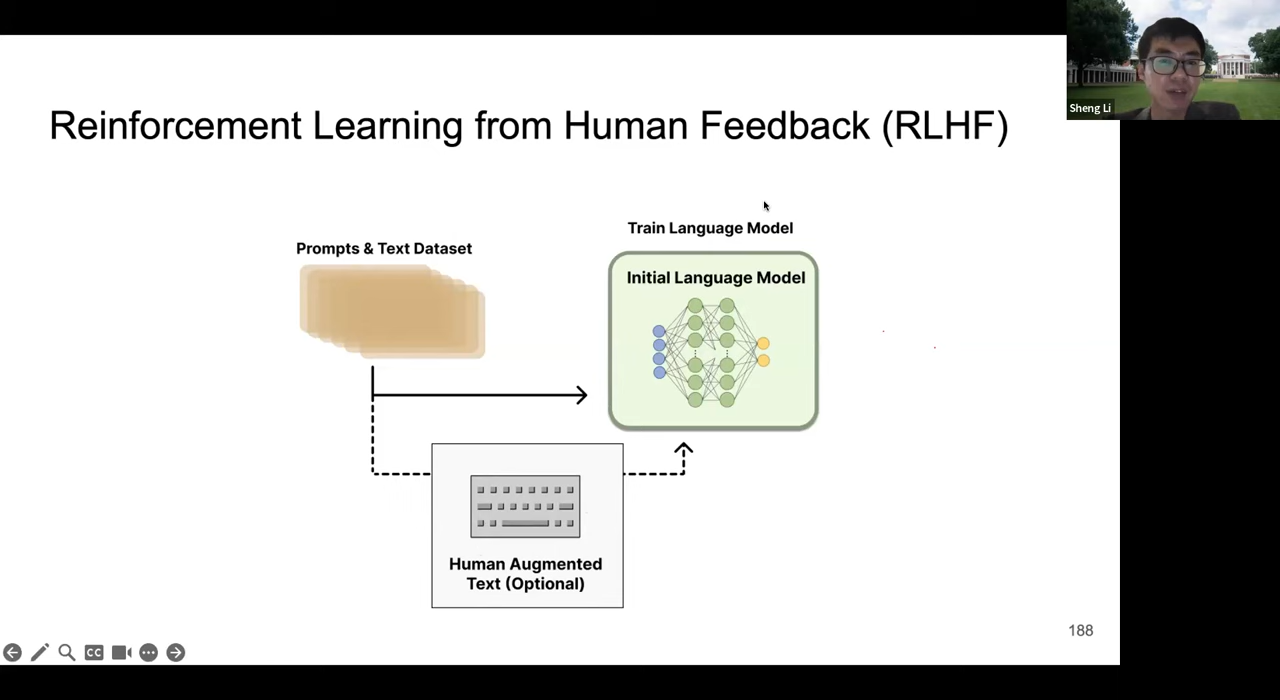 Sheng Li
Reinforcement Learning from Human Feedback (RLHF)
Prompts & Text Dataset
Train Language Model
Initial Language Model
Human Augmented
Text (Optional)
188
CC